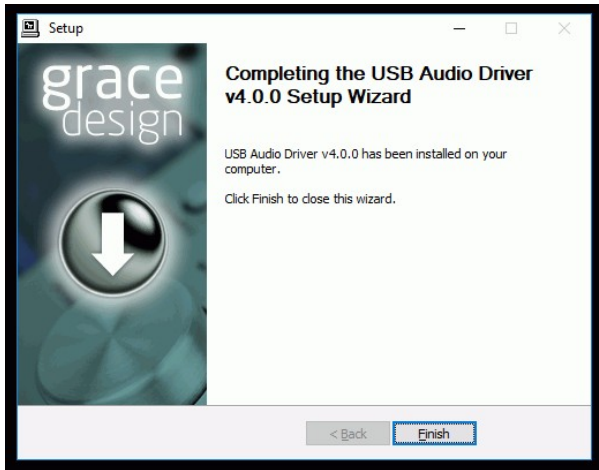 Setup
grace
design
Completing the USB Audio Driver
v4.0.0 Setup Wizard
USB Audio Driver v4.0.0 has been installed on your
computer.
Click Finish to close this wizard.
< Back
Finish